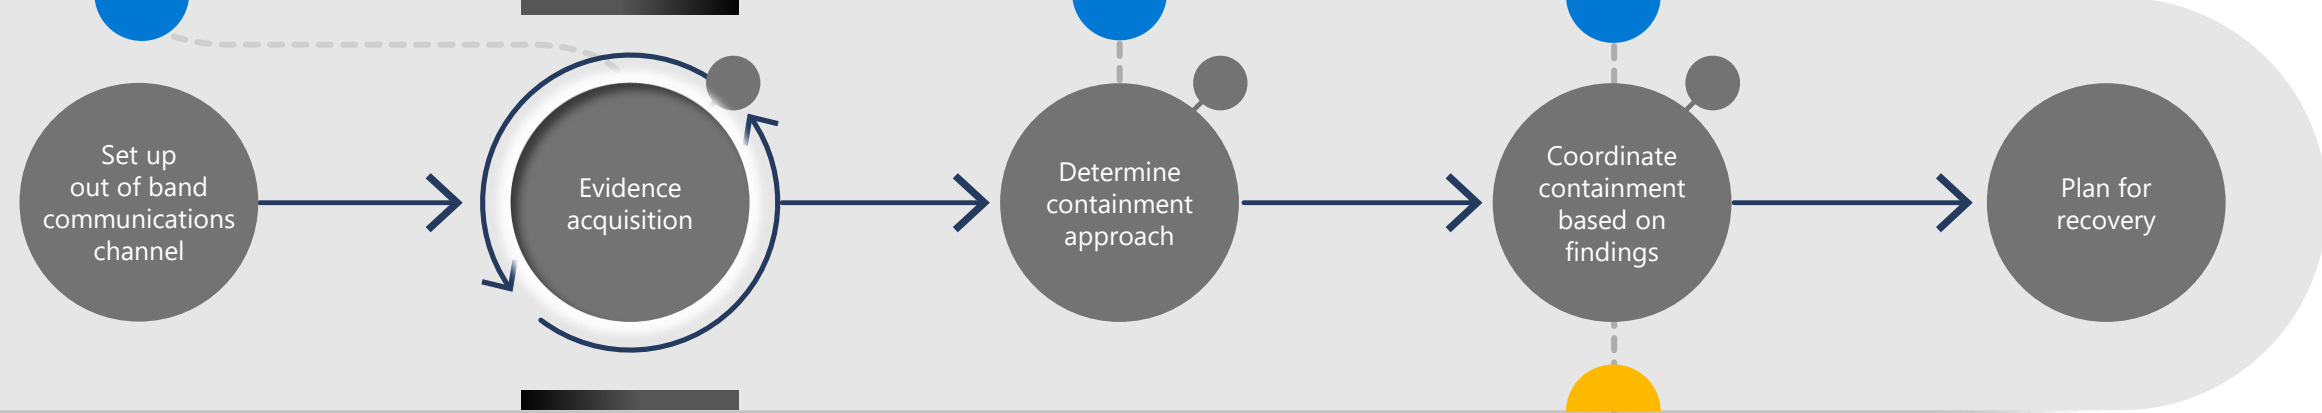 Set up
out of band
communications
channel
Evidence
acquisition
Determine
containment
approach
Coordinate
containment
based on
findings
Plan for
recovery